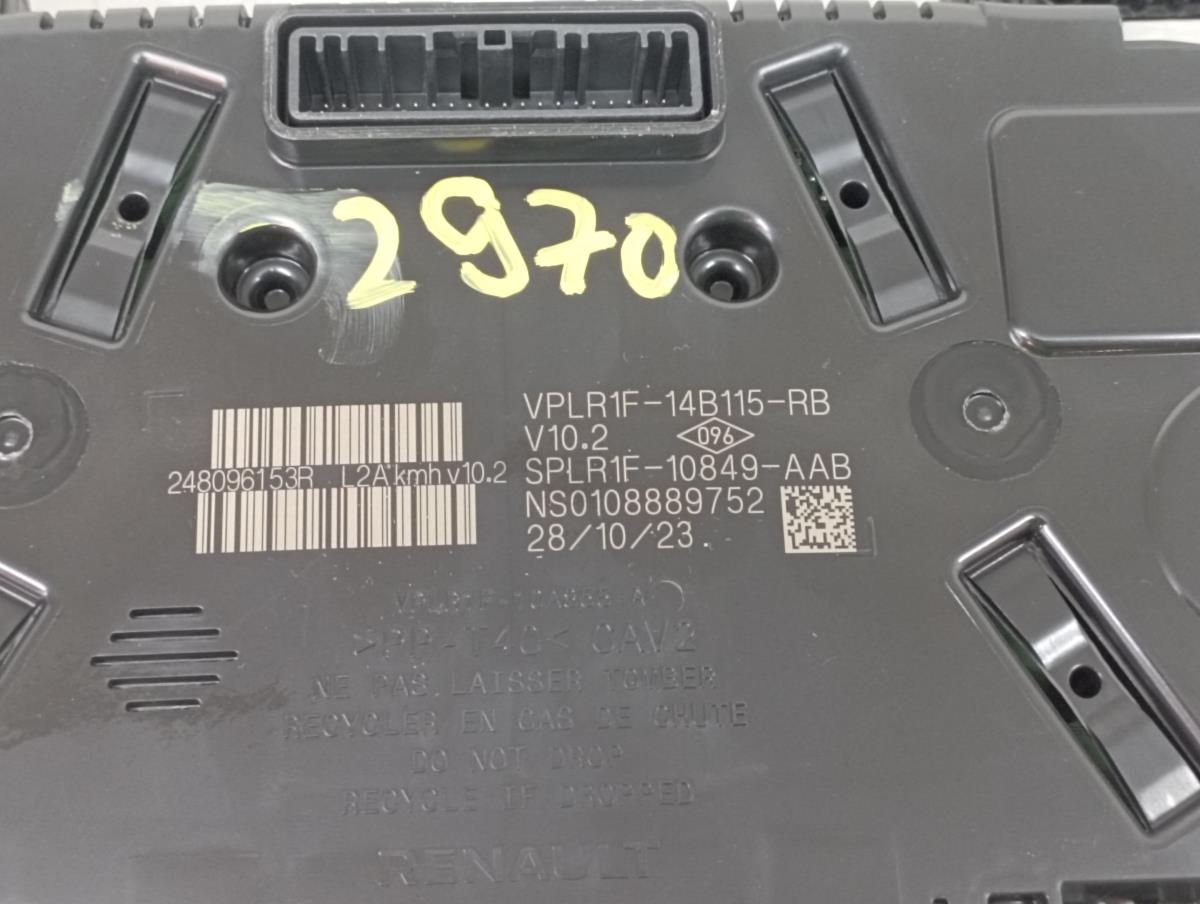 2970
248096153R L2A kmh v10.2
VPLR1F-14B115-RB
V10.2 096
SPLR1F-10849-AAB
NS0108889752
28/10/23
>PP-T40< CAV2
NE PAS LAISSER TOMBER
RECYCLER EN CAS DE CHUTE
DO NOT DROP
RECYCLE IF DROPPED
RENAULT